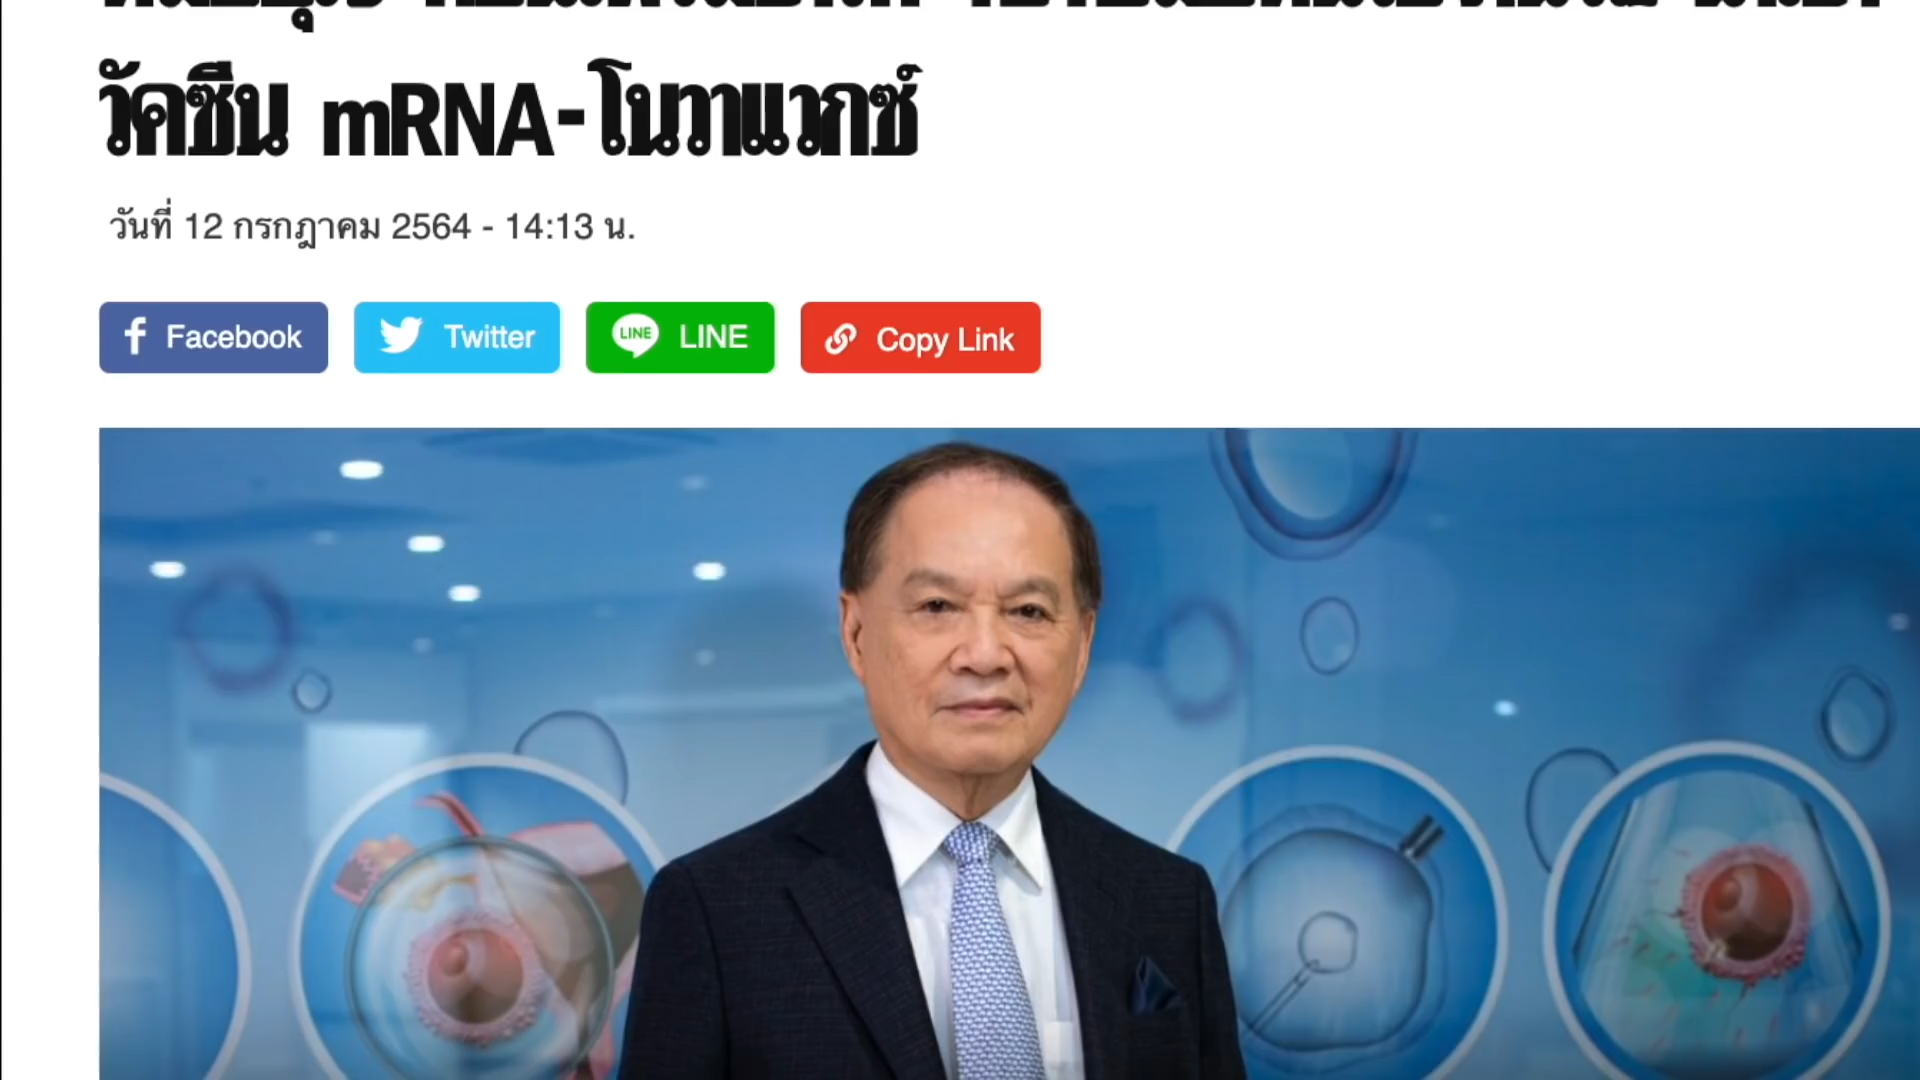 วัคซีน mRNA-โนวาแวกซ์
วันที่ 12 กรกฎาคม 2564 - 14:13 น.
Facebook
Twitter
LINE LINE
Copy Link